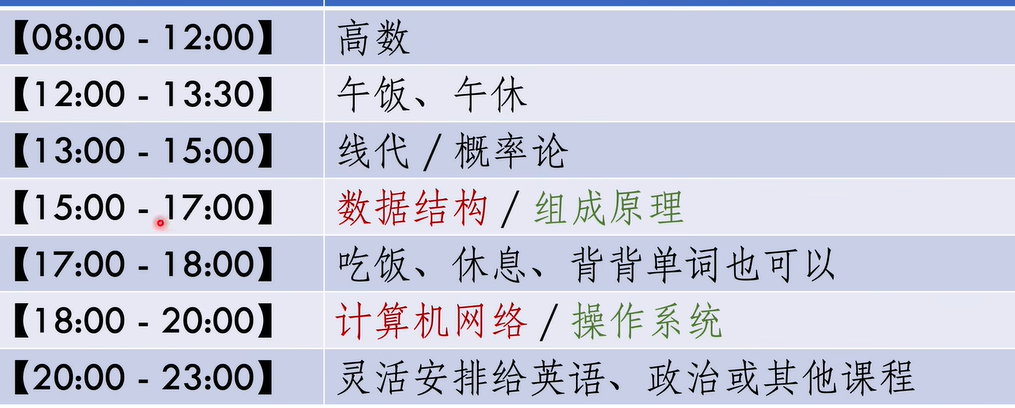 【08:00 - 12:00】 高数
【12:00 - 13:30】 午饭、午休
【13:00 - 15:00】 线代 / 概率论
【15:00 - 17:00】 数据结构 / 组成原理
【17:00 - 18:00】 吃饭、休息、背背单词也可以
【18:00 - 20:00】 计算机网络 / 操作系统
【20:00 - 23:00】 灵活安排给英语、政治或其他课程